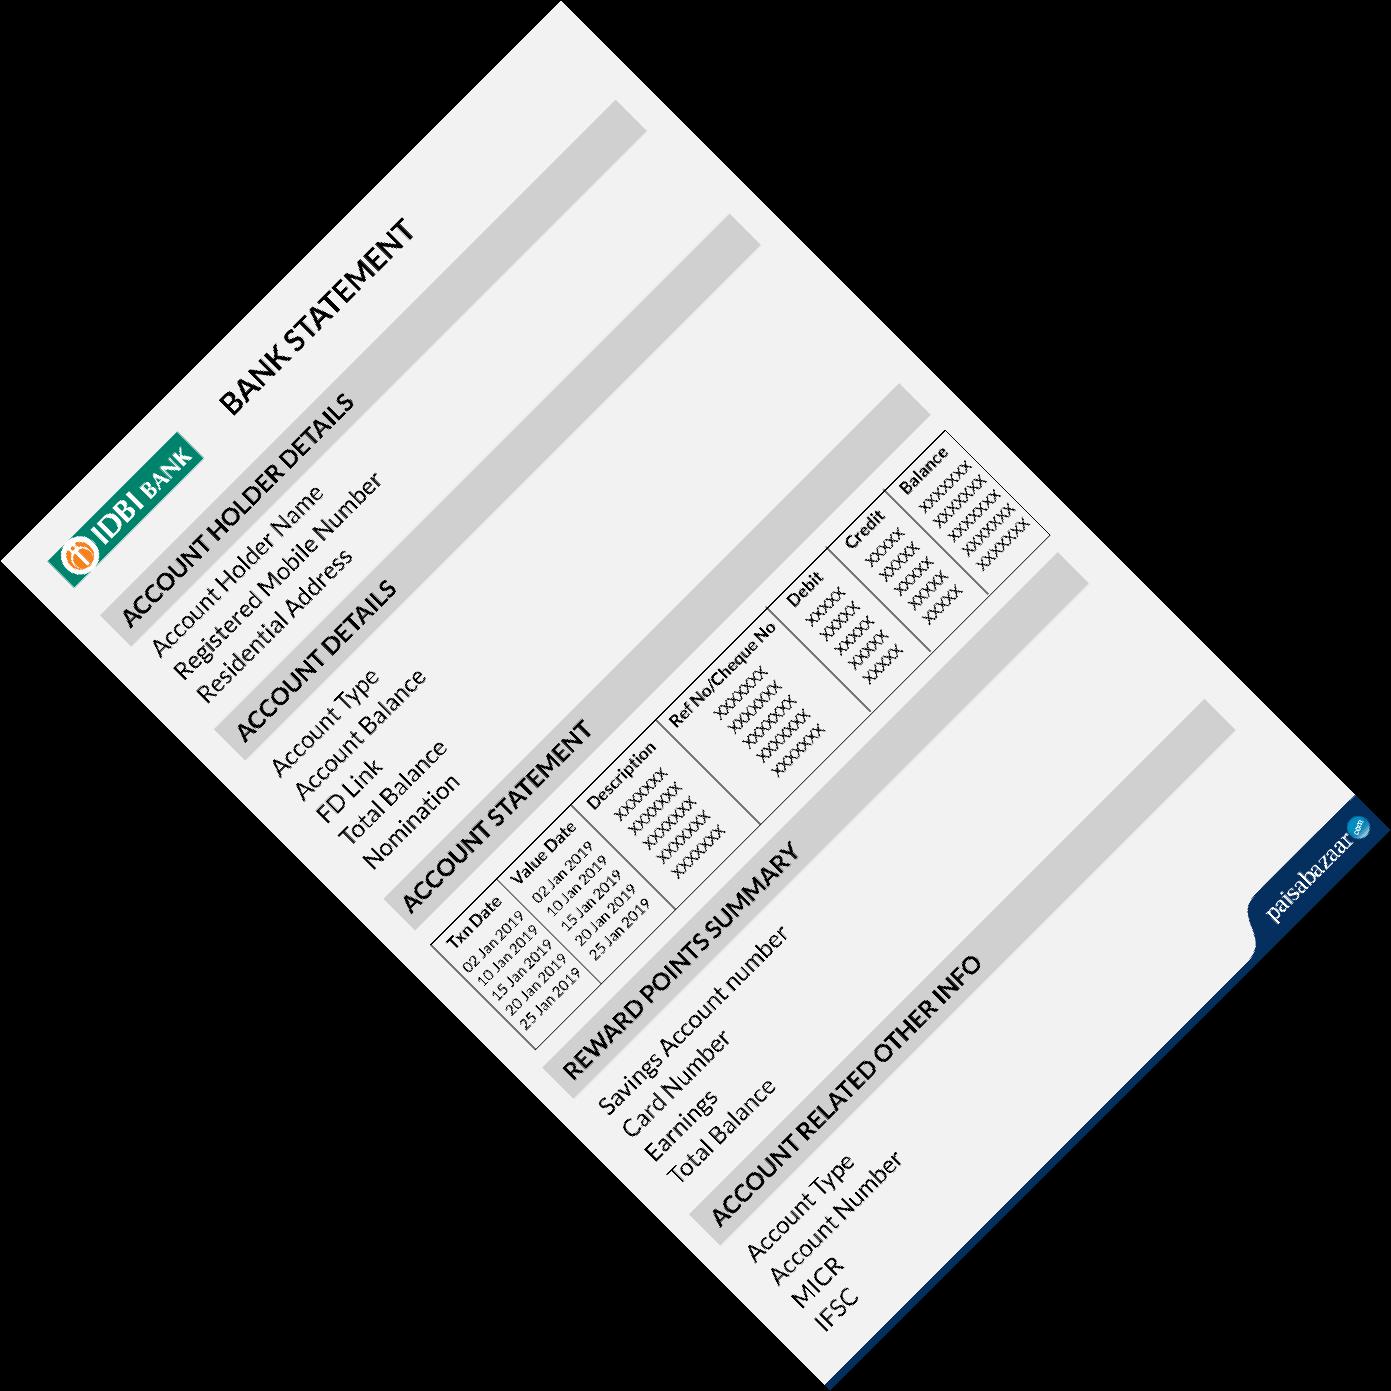 IDBI BANK
BANK STATEMENT
ACCOUNT HOLDER DETAILS
Account Holder Name
Registered Mobile Number
Residential Address
ACCOUNT DETAILS
Account Type
Account Balance
FD Link
Total Balance
Nomination
ACCOUNT STATEMENT
Txn Date Value Date Description Ref No/Cheque No Debit Credit Balance
02 Jan 2019 02 Jan 2019 XXXXXXX XXXXXXX XXXXX XXXXX XXXXXXX
10 Jan 2019 10 Jan 2019 XXXXXXX XXXXXXX XXXXX XXXXX XXXXXXX
15 Jan 2019 15 Jan 2019 XXXXXXX XXXXXXX XXXXX XXXXX XXXXXXX
20 Jan 2019 20 Jan 2019 XXXXXXX XXXXXXX XXXXX XXXXX XXXXXXX
25 Jan 2019 25 Jan 2019 XXXXXXX XXXXXXX XXXXX XXXXX XXXXXXX
REWARD POINTS SUMMARY
Savings Account number
Card Number
Earnings
Total Balance
ACCOUNT RELATED OTHER INFO
Account Type
Account Number
MICR
IFSC
paisabazaar.com